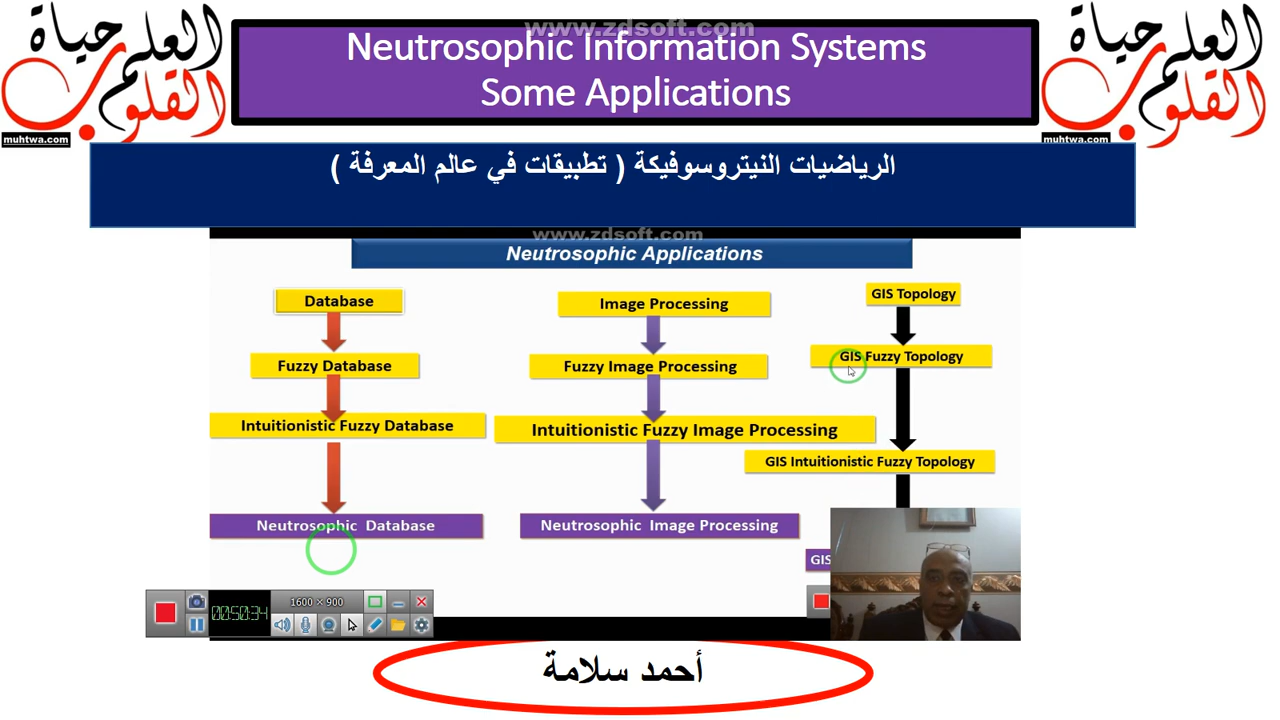 www.zdsoft.com
Neutrosophic Information Systems
Some Applications
العلم حياة القلوب
muhtwa.com
العلم حياة القلوب
muhtwa.com
الرياضيات النيتروسوفيكة ( تطبيقات في عالم المعرفة )
www.zdsoft.com
Neutrosophic Applications
Database
Fuzzy Database
Intuitionistic Fuzzy Database
Neutrosophic Database
Image Processing
Fuzzy Image Processing
Intuitionistic Fuzzy Image Processing
Neutrosophic Image Processing
GIS Topology
GIS Fuzzy Topology
GIS Intuitionistic Fuzzy Topology
GIS
1600 × 900
00:50:34
أحمد سلامة